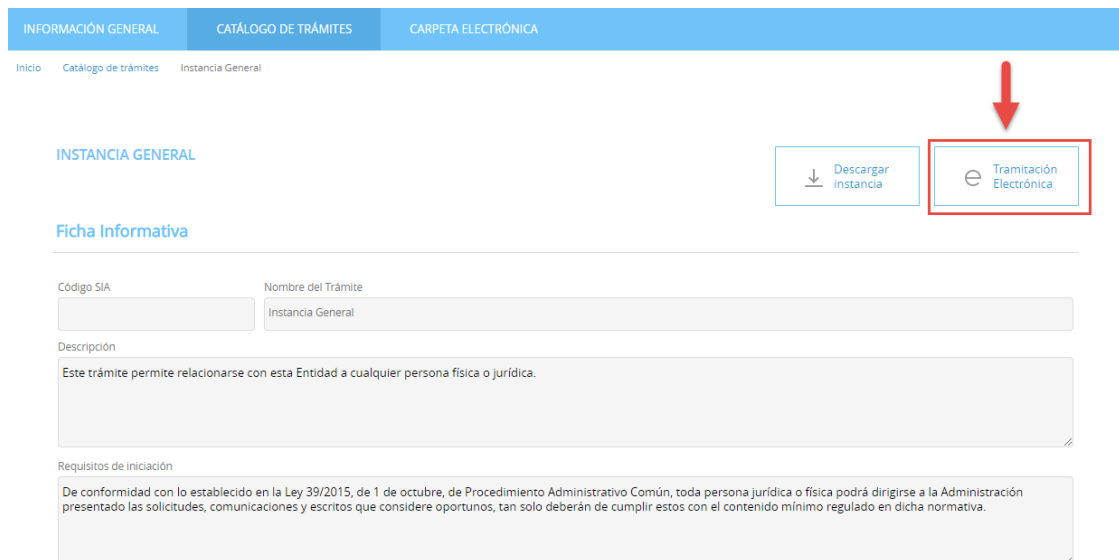 INFORMACIÓN GENERAL CATÁLOGO DE TRÁMITES CARPETA ELECTRÓNICA
Inicio Catálogo de trámites Instancia General
INSTANCIA GENERAL
Descargar
instancia
Tramitación
Electrónica
Ficha Informativa
Código SIA Nombre del Trámite
Instancia General
Descripción
Este trámite permite relacionarse con esta Entidad a cualquier persona física o jurídica.
Requisitos de iniciación
De conformidad con lo establecido en la Ley 39/2015, de 1 de octubre, de Procedimiento Administrativo Común, toda persona jurídica o física podrá dirigirse a la Administración
presentado las solicitudes, comunicaciones y escritos que considere oportunos, tan solo deberán de cumplir estos con el contenido mínimo regulado en dicha normativa.